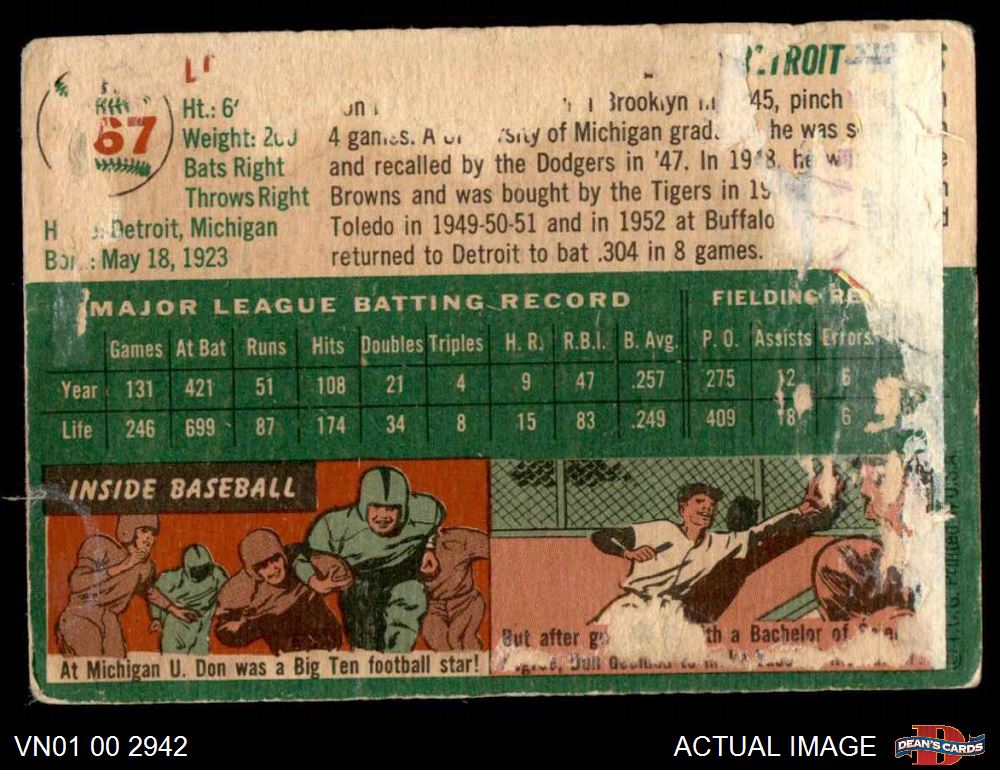 67
Ht.: 6'
Weight:
Bats Right
Throws Right
Detroit, Michigan
: May 18, 1923
45, pinch
4 games. A of Michigan he was
and recalled by the Dodgers in '47. In he
Browns and was bought by the Tigers in
Toledo in 1949-50-51 and in 1952 at Buffalo
returned to Detroit to bat .304 in 8 games.
MAJOR LEAGUE BATTING RECORD FIELDING
Games At Bat Runs Hits Doubles Triples H. R. R.B.I. B. Avg. P. O. Assists Errors
Year 131 421 51 108 21 4 9 47 .257 275 12 6
Life 246 699 87 174 34 8 15 83 .249 409 18 6
INSIDE BASEBALL
At Michigan U. Don was a Big Ten football star!
But after a Bachelor of
VN01 00 2942
ACTUAL IMAGE
D
DEAN'S CARDS